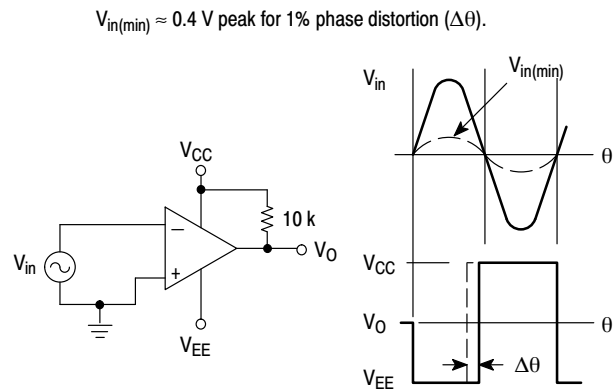 V_in(min) ≈ 0.4 V peak for 1% phase distortion (Δθ).
V_in
V_in(min)
θ
V_CC
10 k
−
+
V_in
V_O
V_EE
V_CC
V_O
θ
V_EE
Δθ